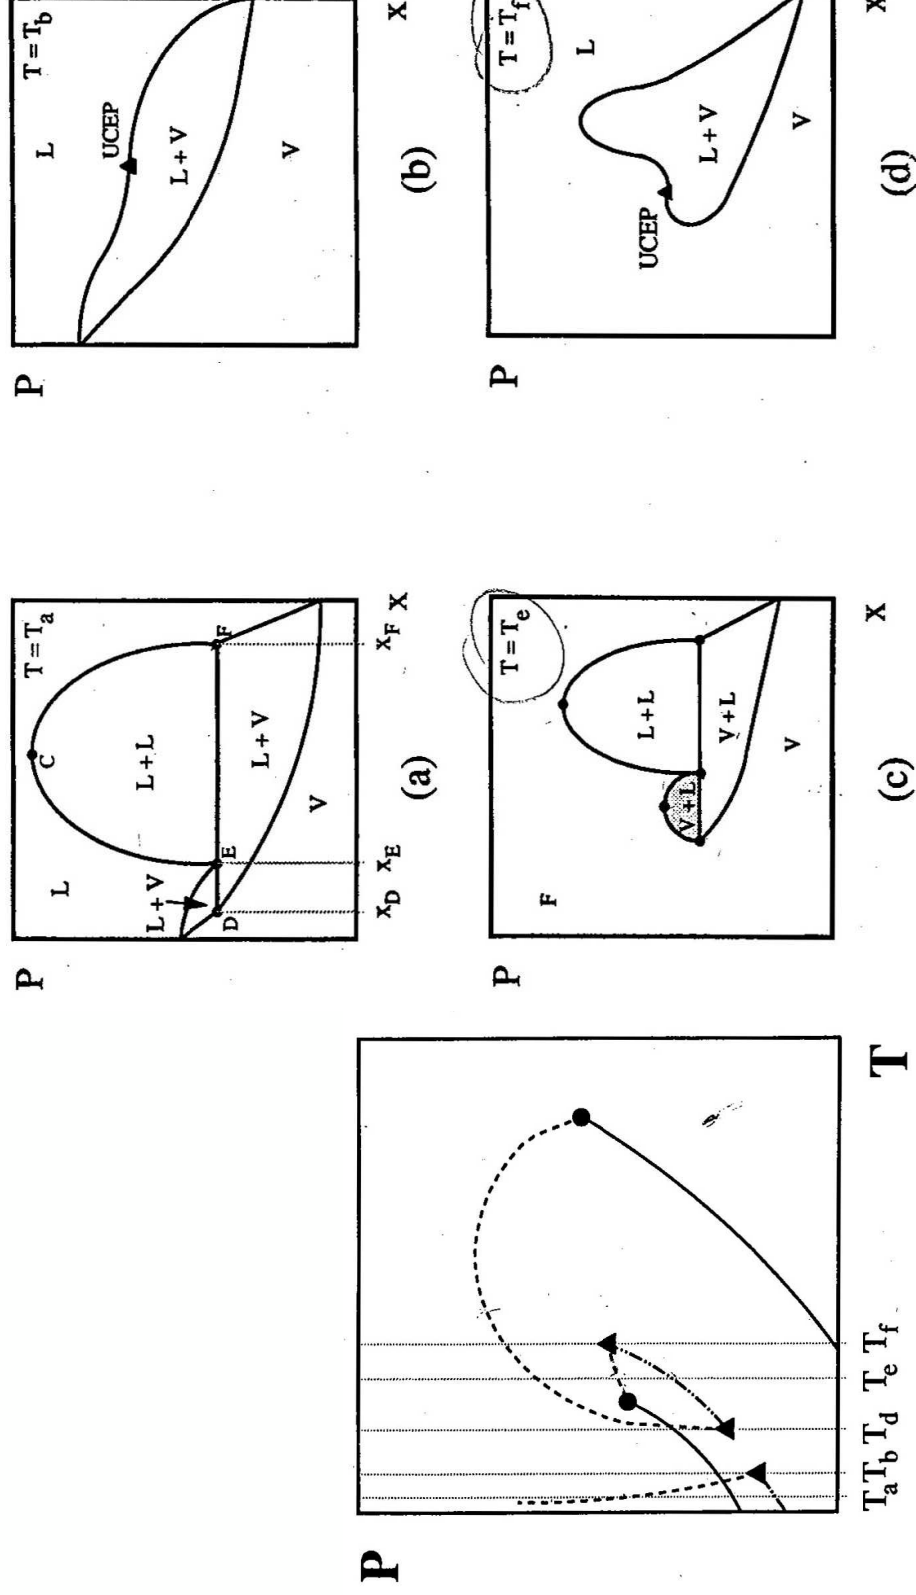 P
T_a T_b T_d T_e T_f
T
P
T = T_a
C
L
L + L
L + V
E
F
D
L + V
V
x_D x_E x_F X
(a)
P
T = T_b
L
UCEP
L + V
V
X
(b)
P
T = T_e
F
L + L
V + L
V + L
V
X
(c)
P
T = T_f
L
UCEP
L + V
V
X
(d)